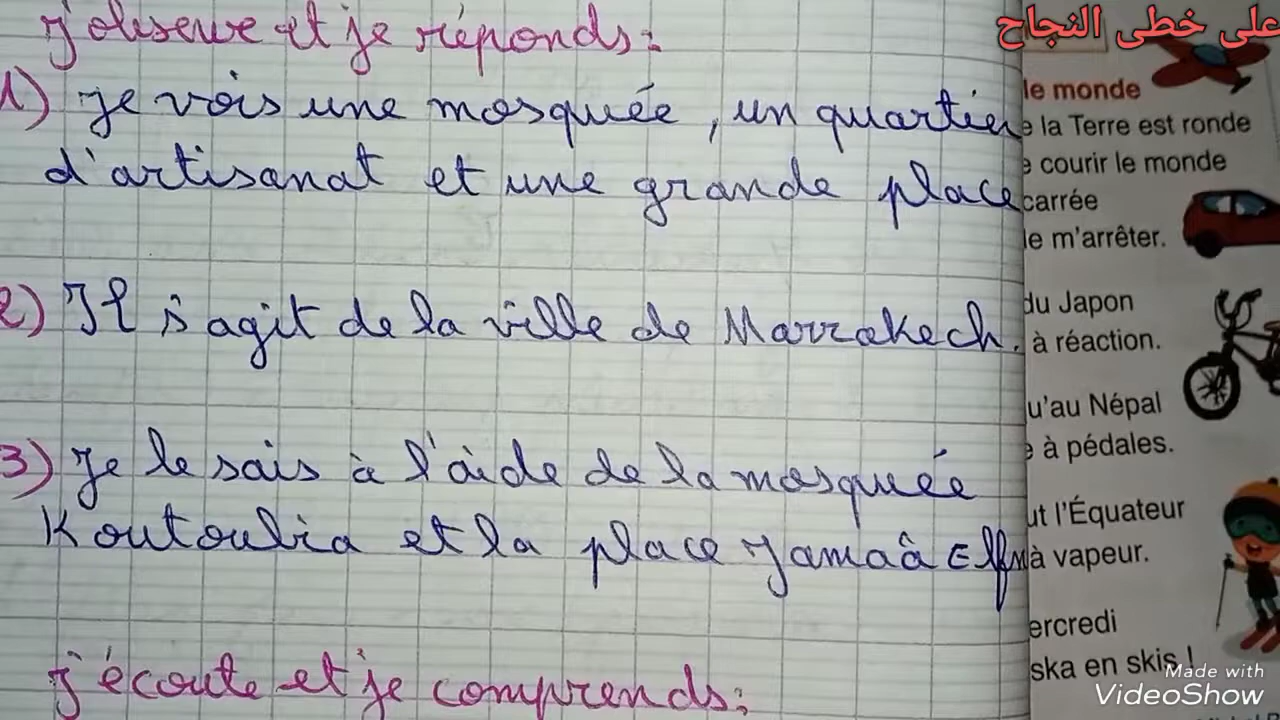 على خطى النجاح
j'observe et je réponds:
1) je vois une mosquée, un quartier
d'artisanat et une grande place
2) Il s'agit de la ville de Marrakech.
3) je le sais à l'aide de la mosquée
Koutoubia et la place jamaâ
j'écoute et je comprends:
le monde
la Terre est ronde
courir le monde
carrée
m'arrêter.
du Japon
à réaction.
qu'au Népal
à pédales.
l'Équateur
à vapeur.
ercredi
ska en skis !
Made with
VideoShow